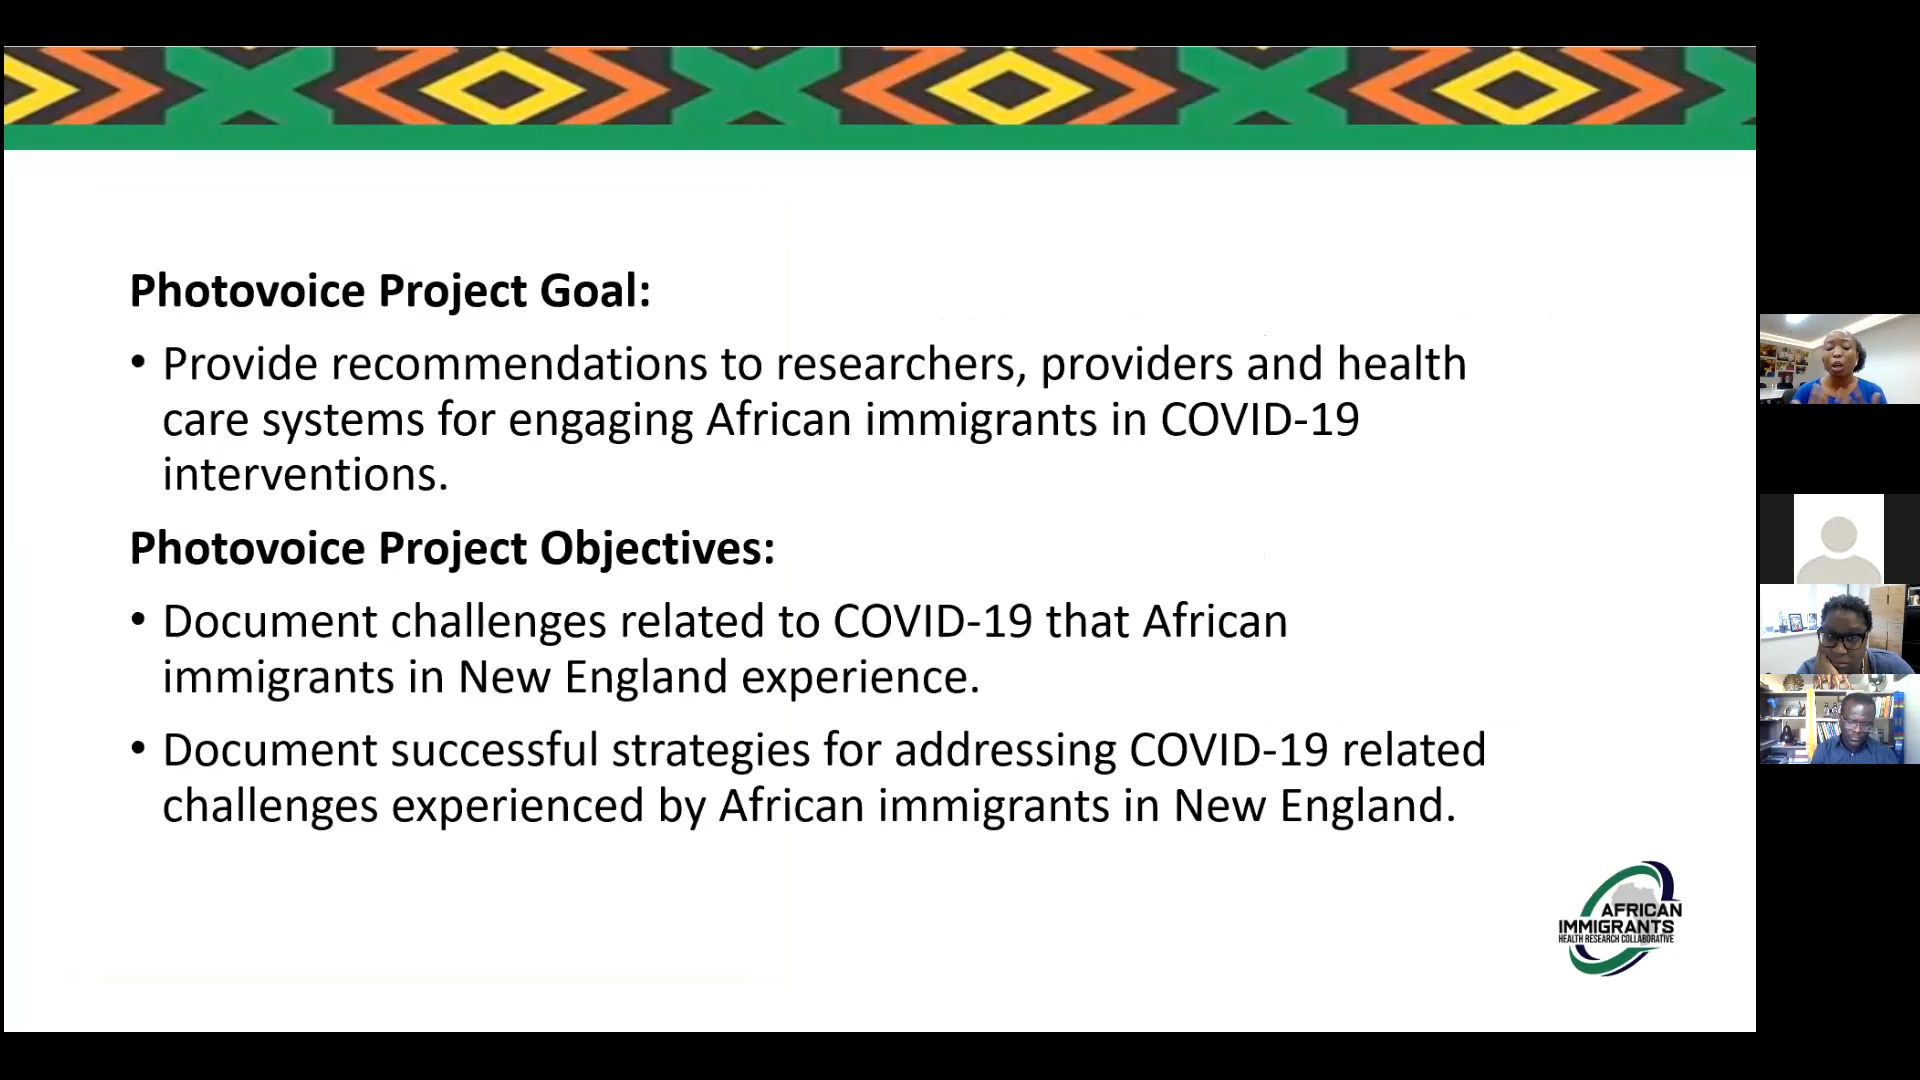 Photovoice Project Goal:
• Provide recommendations to researchers, providers and health
care systems for engaging African immigrants in COVID-19
interventions.
Photovoice Project Objectives:
• Document challenges related to COVID-19 that African
immigrants in New England experience.
• Document successful strategies for addressing COVID-19 related
challenges experienced by African immigrants in New England.
AFRICAN
IMMIGRANTS
HEALTH RESEARCH COLLABORATIVE